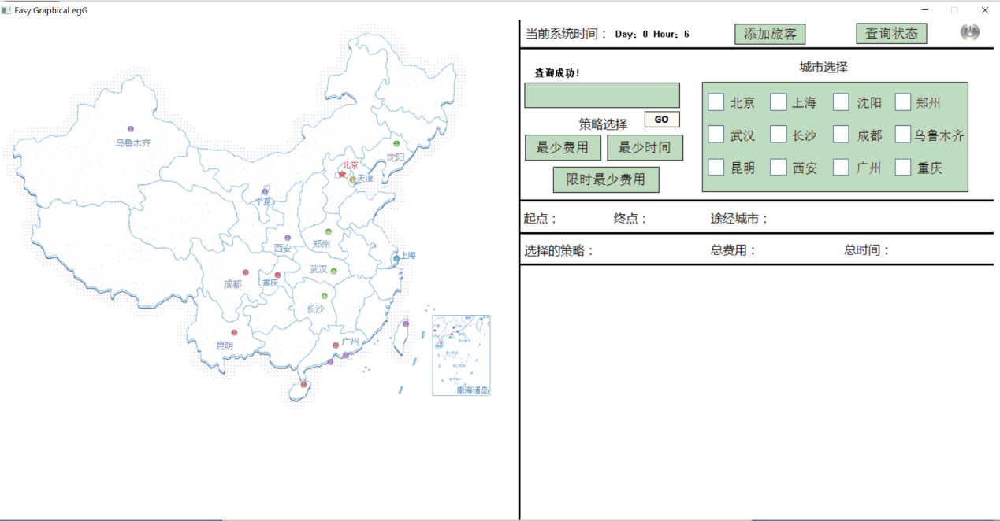 Easy Graphical egG
当前系统时间： Day: 0 Hour: 6
添加旅客
查询状态
查询成功!
城市选择
策略选择
GO
最少费用
最少时间
限时最少费用
北京 上海 沈阳 郑州
武汉 长沙 成都 乌鲁木齐
昆明 西安 广州 重庆
起点： 终点： 途经城市：
选择的策略： 总费用： 总时间：
乌鲁木齐
沈阳
北京
天津
宁夏
西安
郑州
上海
武汉
成都
重庆
长沙
昆明
广州
南海诸岛